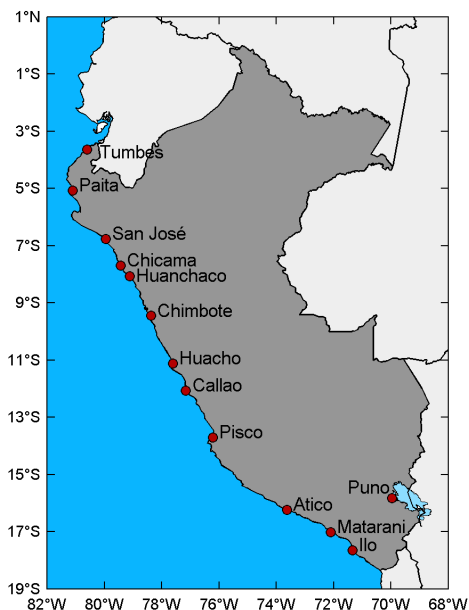 1°N
1°S
3°S
Tumbes
5°S
Paita
San José
7°S
Chicama
Huanchaco
9°S
Chimbote
11°S
Huacho
Callao
13°S
Pisco
15°S
Puno
Atico
17°S
Matarani
Ilo
19°S
82°W 80°W 78°W 76°W 74°W 72°W 70°W 68°W